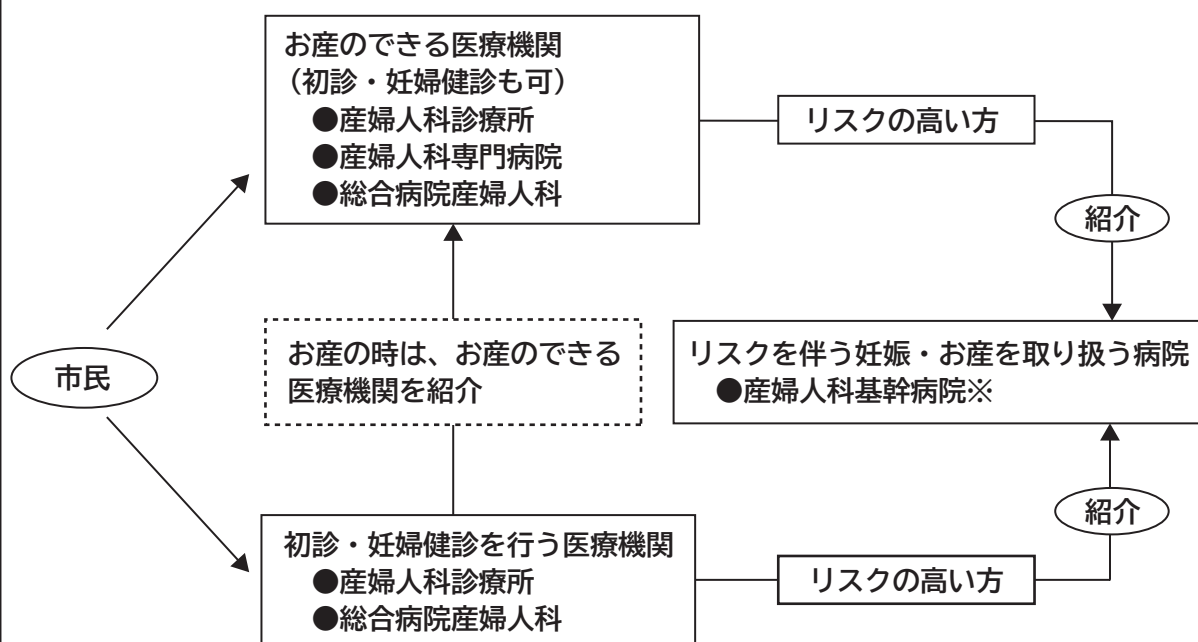 お産のできる医療機関
（初診・妊婦健診も可）
●産婦人科診療所
●産婦人科専門病院
●総合病院産婦人科
リスクの高い方
紹介
市民
お産の時は、お産のできる
医療機関を紹介
リスクを伴う妊娠・お産を取り扱う病院
●産婦人科基幹病院※
紹介
初診・妊婦健診を行う医療機関
●産婦人科診療所
●総合病院産婦人科
リスクの高い方